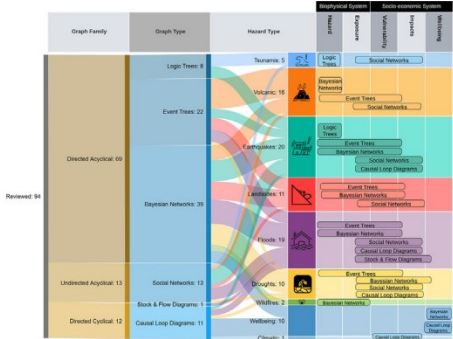 Biophysical System
Socio-economic System
Graph Family
Graph Type
Hazard Type
Hazard
Exposure
Vulnerability
Impacts
Wellbeing
Reviewed: 94
Directed Acyclical: 69
Undirected Acyclical: 13
Directed Cyclical: 12
Logic Trees: 8
Event Trees: 22
Bayesian Networks: 39
Social Networks: 13
Stock & Flow Diagrams: 1
Causal Loop Diagrams: 11
Tsunamis: 5
Volcanic: 16
Earthquakes: 20
Landslides: 11
Floods: 19
Droughts: 10
Wildfires: 2
Wellbeing: 10
Logic
Trees
Social Networks
Bayesian
Networks
Event Trees
Social Networks
Logic
Trees
Event Trees
Bayesian Networks
Social Networks
Causal Loop Diagrams
Event Trees
Bayesian Networks
Social Networks
Event Trees
Bayesian Networks
Social Networks
Causal Loop Diagrams
Stock & Flow Diagrams
Event Trees
Bayesian Networks
Social Networks
Causal Loop Diagrams
Bayesian Networks
Bayesian
Networks
Causal Loop
Diagrams
Causal Loop Diagrams